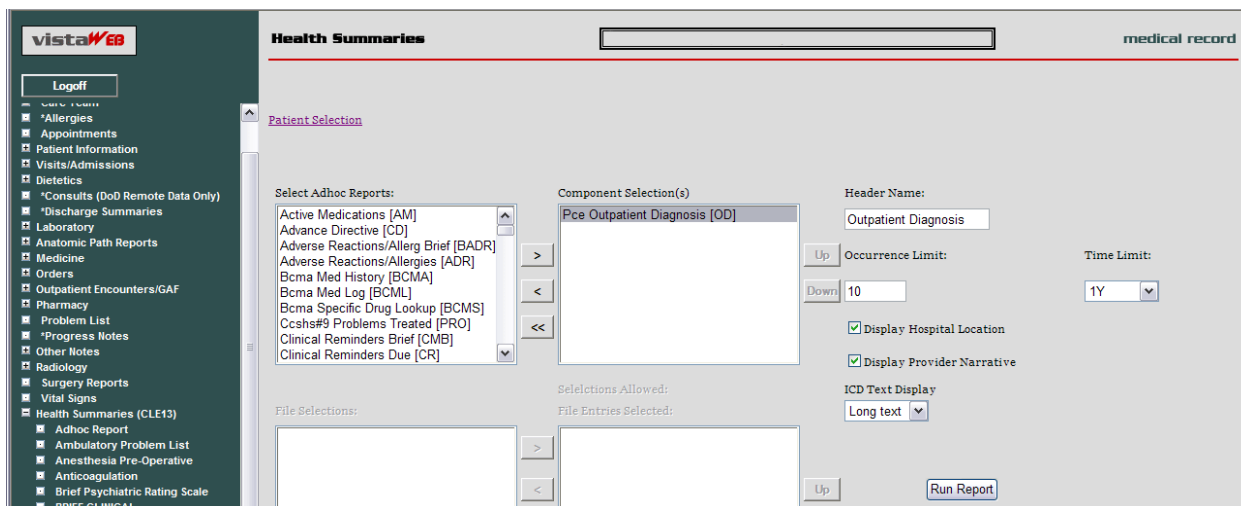 vistaWEB
Health Summaries
medical record
Logoff
Care Team
*Allergies
Appointments
Patient Information
Visits/Admissions
Dietetics
*Consults (DoD Remote Data Only)
*Discharge Summaries
Laboratory
Anatomic Path Reports
Medicine
Orders
Outpatient Encounters/GAF
Pharmacy
Problem List
*Progress Notes
Other Notes
Radiology
Surgery Reports
Vital Signs
Health Summaries (CLE13)
Adhoc Report
Ambulatory Problem List
Anesthesia Pre-Operative
Anticoagulation
Brief Psychiatric Rating Scale
BRIEF CLINICAL
Patient Selection
Select Adhoc Reports:
Active Medications [AM]
Advance Directive [CD]
Adverse Reactions/Allerg Brief [BADR]
Adverse Reactions/Allergies [ADR]
Bcma Med History [BCMA]
Bcma Med Log [BCML]
Bcma Specific Drug Lookup [BCMS]
Ccshs#9 Problems Treated [PRO]
Clinical Reminders Brief [CMB]
Clinical Reminders Due [CR]
>
<
<<
Component Selection(s)
Pce Outpatient Diagnosis [OD]
Up
Down
Header Name:
Outpatient Diagnosis
Occurrence Limit:
Time Limit:
10
1Y
Display Hospital Location
Display Provider Narrative
ICD Text Display
Long text
File Selections:
Selelctions Allowed:
File Entries Selected:
>
<
Up
Run Report